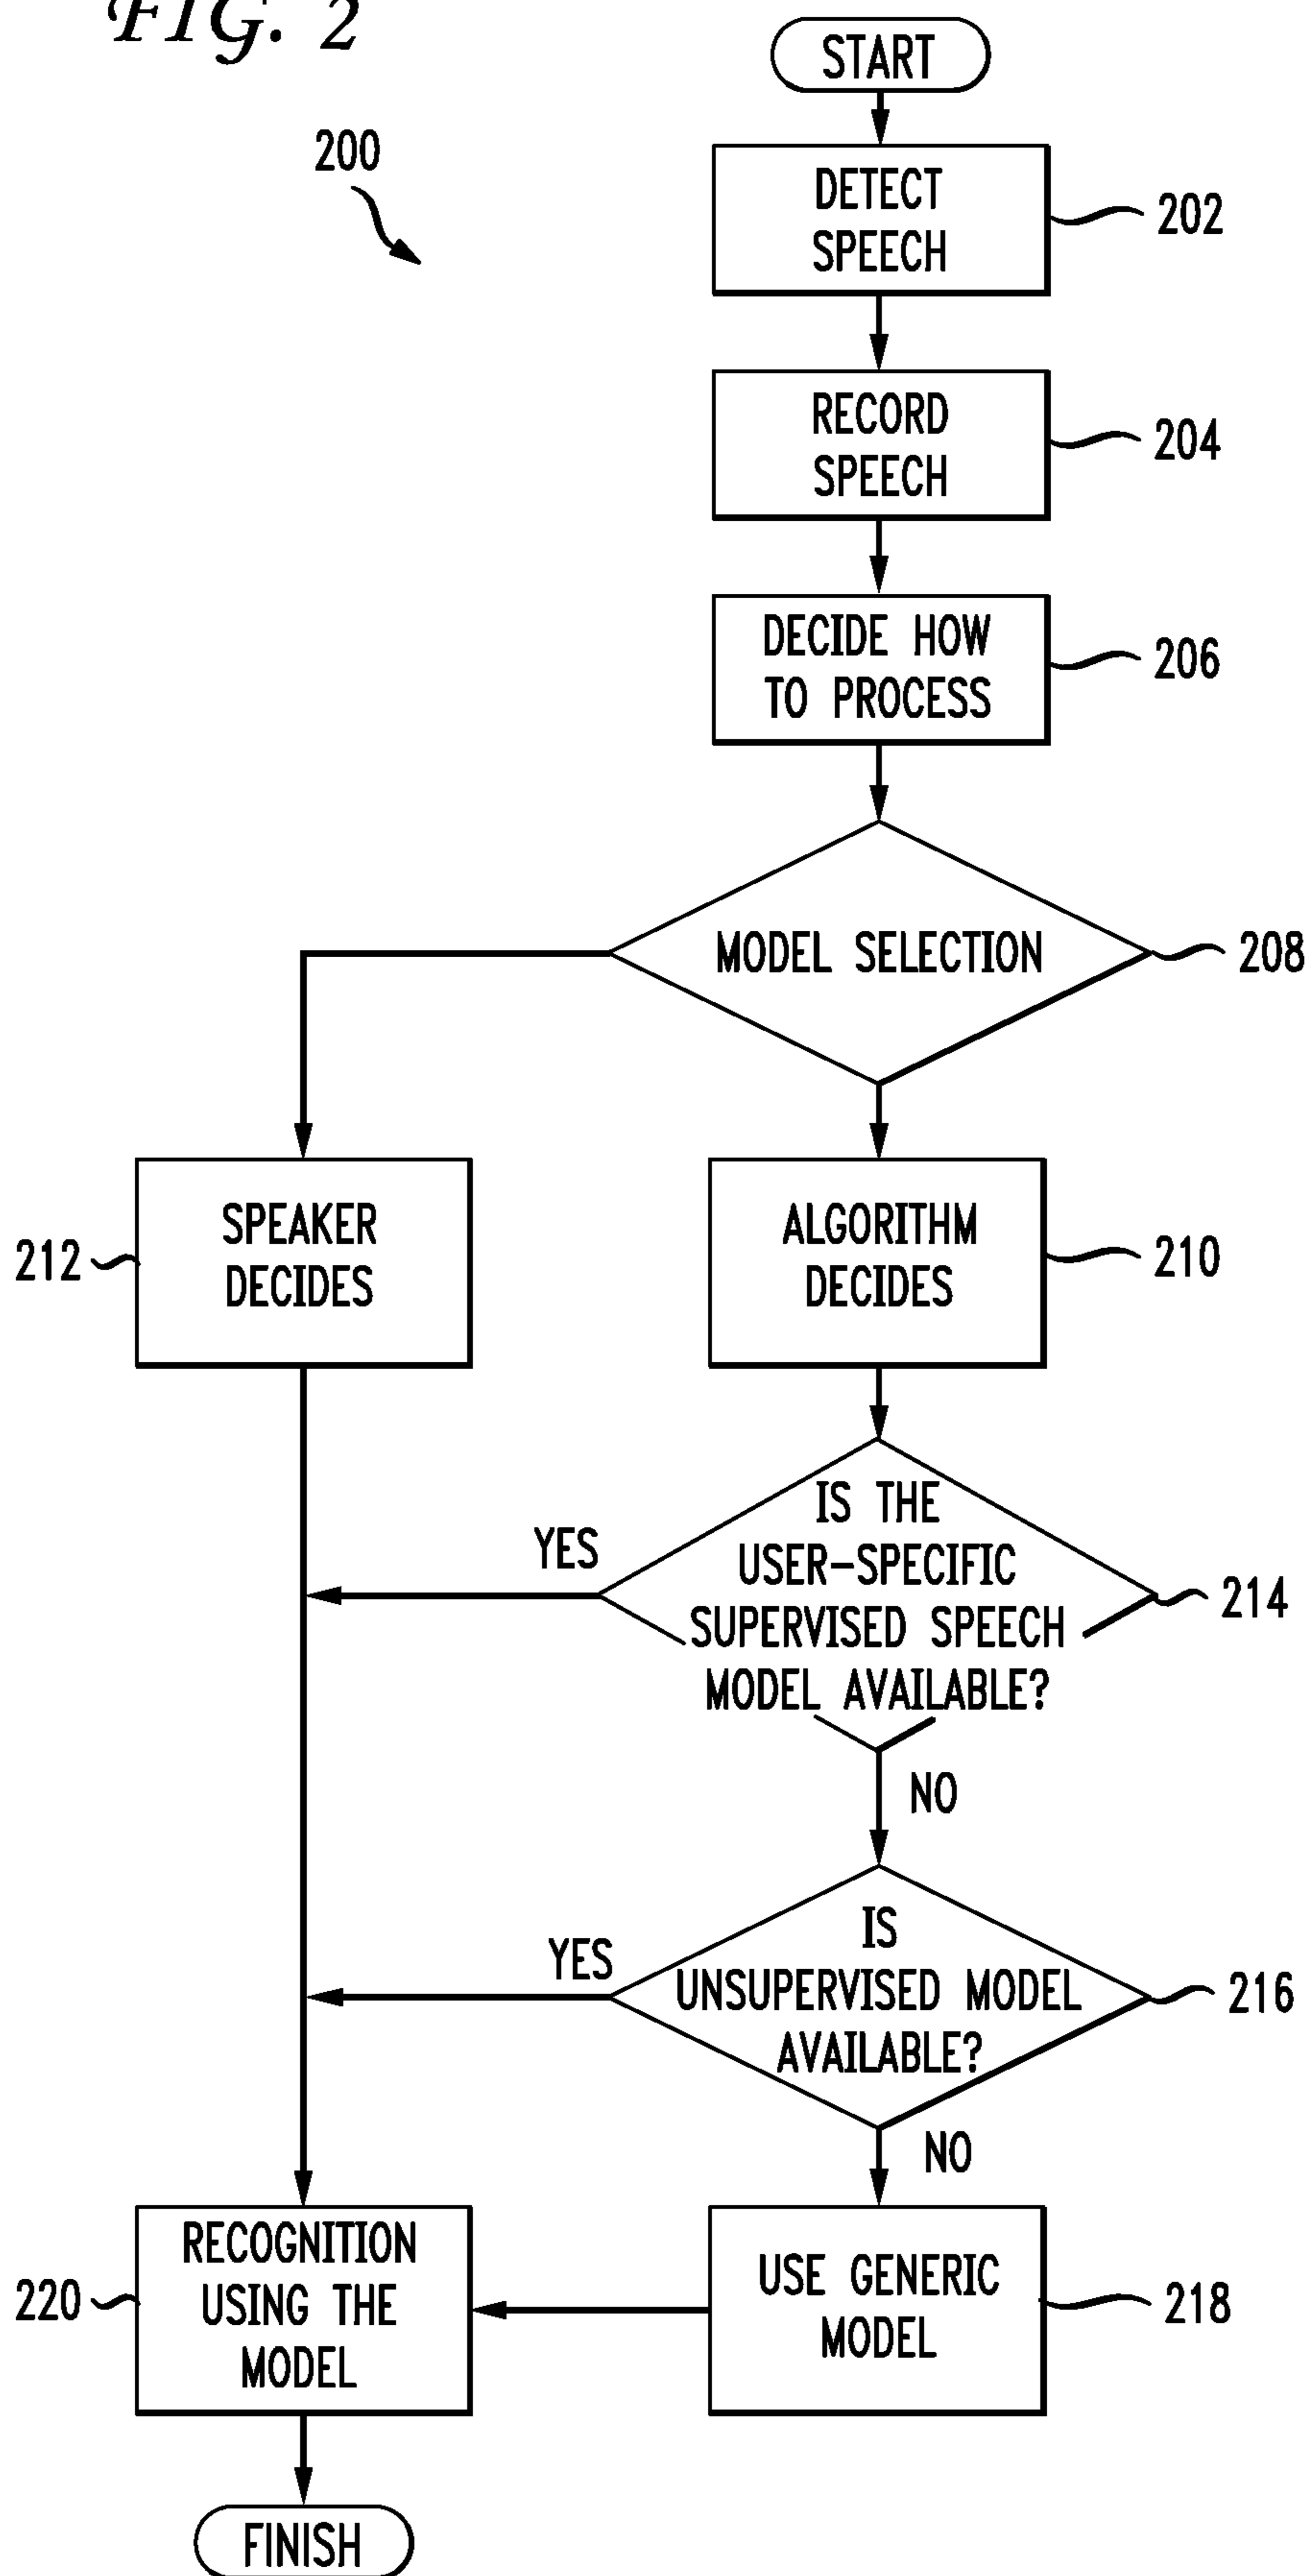 FIG. 2
START
200
DETECT
SPEECH
202
RECORD
SPEECH
204
DECIDE HOW
TO PROCESS
206
MODEL SELECTION
208
SPEAKER
DECIDES
212
ALGORITHM
DECIDES
210
IS THE
USER-SPECIFIC
SUPERVISED SPEECH
MODEL AVAILABLE?
YES
214
NO
IS
UNSUPERVISED MODEL
AVAILABLE?
YES
216
NO
RECOGNITION
USING THE
MODEL
220
USE GENERIC
MODEL
218
FINISH